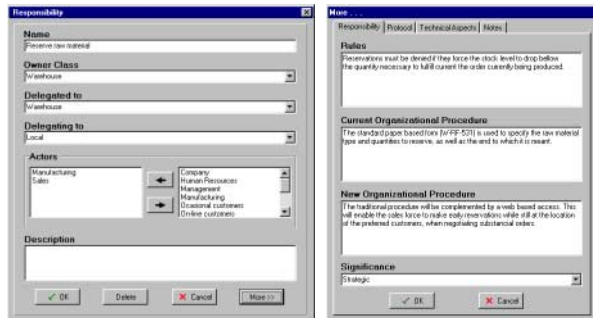 Responsibility
Name
Reserve raw material
Owner Class
Warehouse
Delegated to
Warehouse
Delegating to
Local
Actors
Manufacturing
Sales
Company
Human Resources
Management
Manufacturing
Ocasional customers
On-line customers
Description
OK
Delete
Cancel
More >>
More . . .
Responsibility
Protocol
Technical Aspects
Notes
Rules
Reservations must be denied if they force the stock level to drop bellow
the quantity necessary to fulfill current the order currently being produced.
Current Organizational Procedure
The standard paper based form (W-RF-531) is used to specify the raw material
type and quantities to reserve, as well as the end to which it is meant.
New Organizational Procedure
The traditional procedure will be complemented by a web based access. This
will enable the sales force to make early reservations while still at the location
of the preferred customers, when negotiating substancial orders.
Significance
Strategic
OK
Cancel